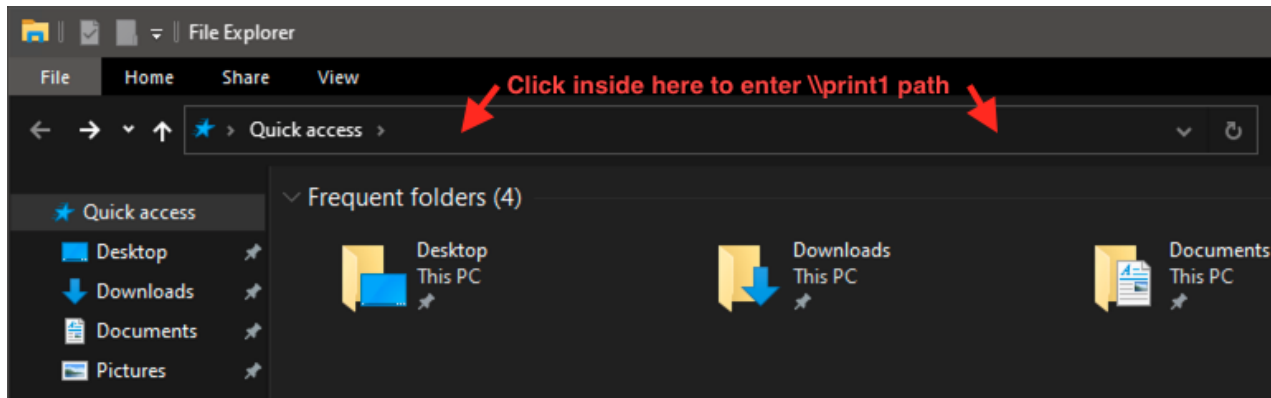 File Explorer
File Home Share View
Click inside here to enter \\print1 path
Quick access
Quick access
Desktop
Downloads
Documents
Pictures
Frequent folders (4)
Desktop
This PC
Downloads
This PC
Documents
This PC